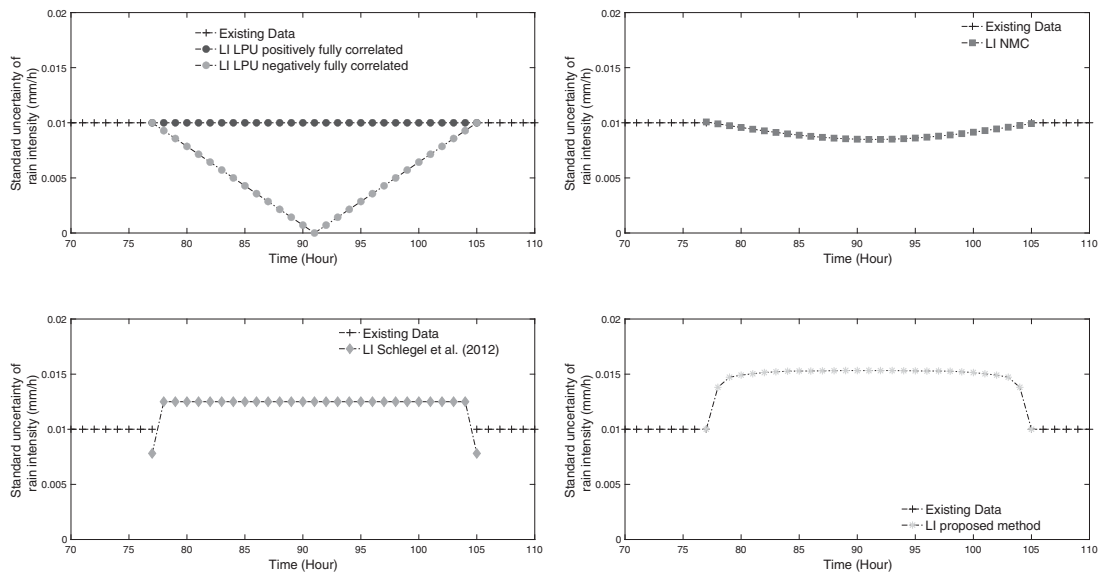 0.02
0.015
0.01
0.005
0
Standard uncertainty of
rain intensity (mm/h)
Existing Data
LI LPU positively fully correlated
LI LPU negatively fully correlated
70 75 80 85 90 95 100 105 110
Time (Hour)
0.02
0.015
0.01
0.005
0
Standard uncertainty of
rain intensity (mm/h)
Existing Data
LI NMC
70 75 80 85 90 95 100 105 110
Time (Hour)
0.02
0.015
0.01
0.005
0
Standard uncertainty of
rain intensity (mm/h)
Existing Data
LI Schlegel et al. (2012)
70 75 80 85 90 95 100 105 110
Time (Hour)
0.02
0.015
0.01
0.005
0
Standard uncertainty of
rain intensity (mm/h)
Existing Data
LI proposed method
70 75 80 85 90 95 100 105 110
Time (Hour)